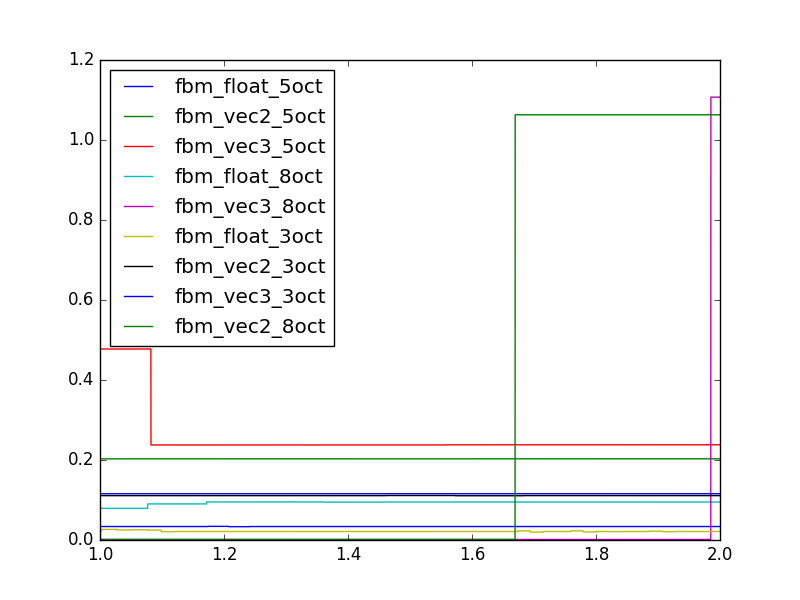 1.2
1.0
0.8
0.6
0.4
0.2
0.0
fbm_float_5oct
fbm_vec2_5oct
fbm_vec3_5oct
fbm_float_8oct
fbm_vec3_8oct
fbm_float_3oct
fbm_vec2_3oct
fbm_vec3_3oct
fbm_vec2_8oct
1.0 1.2 1.4 1.6 1.8 2.0